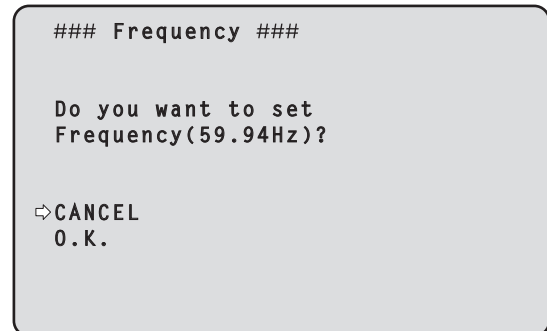 ### Frequency ###
Do you want to set
Frequency(59.94Hz)?
⇨CANCEL
O.K.